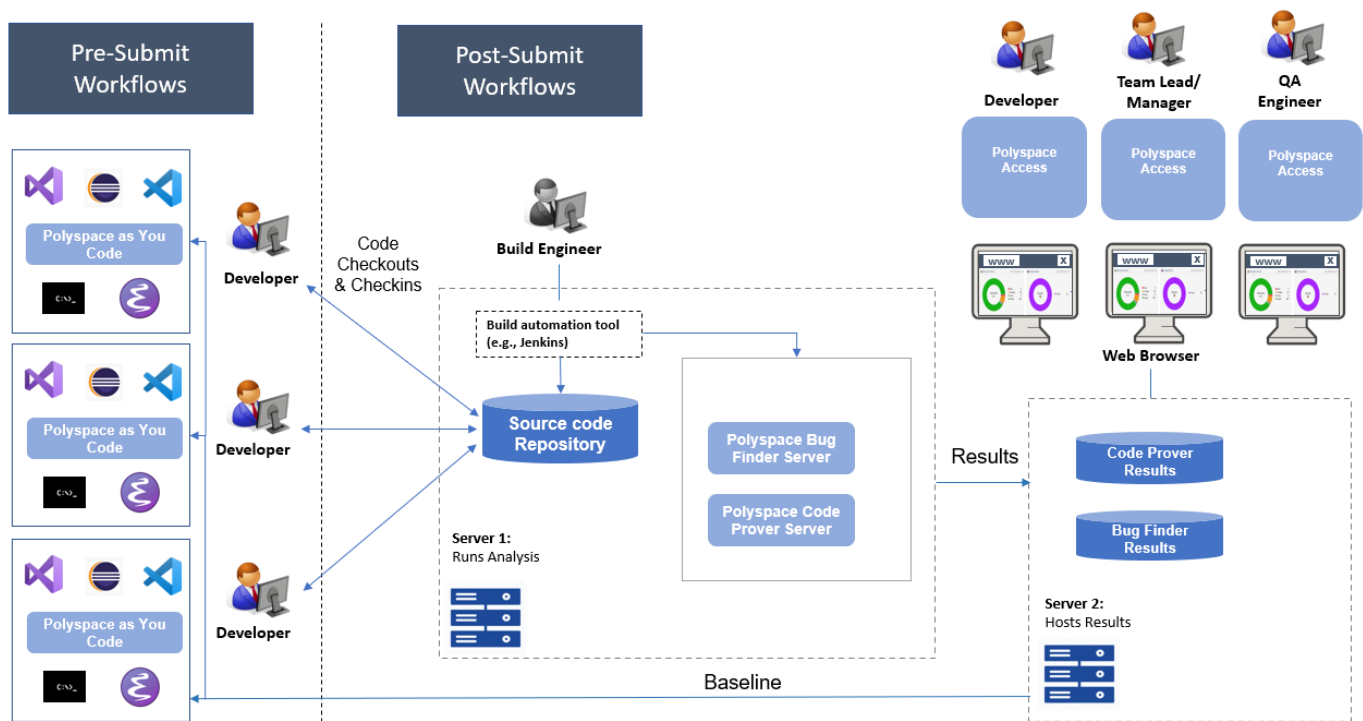 Pre-Submit
Workflows
Post-Submit
Workflows
Developer
Team Lead/
Manager
QA
Engineer
Polyspace
Access
Polyspace
Access
Polyspace
Access
Polyspace as You
Code
C:\>_
Developer
Code
Checkouts
& Checkins
Build Engineer
www
X
www
X
www
X
Web Browser
Build automation tool
(e.g., Jenkins)
Polyspace as You
Code
C:\>_
Developer
Source code
Repository
Polyspace Bug
Finder Server
Polyspace Code
Prover Server
Results
Code Prover
Results
Bug Finder
Results
Server 1:
Runs Analysis
Polyspace as You
Code
C:\>_
Developer
Server 2:
Hosts Results
Baseline